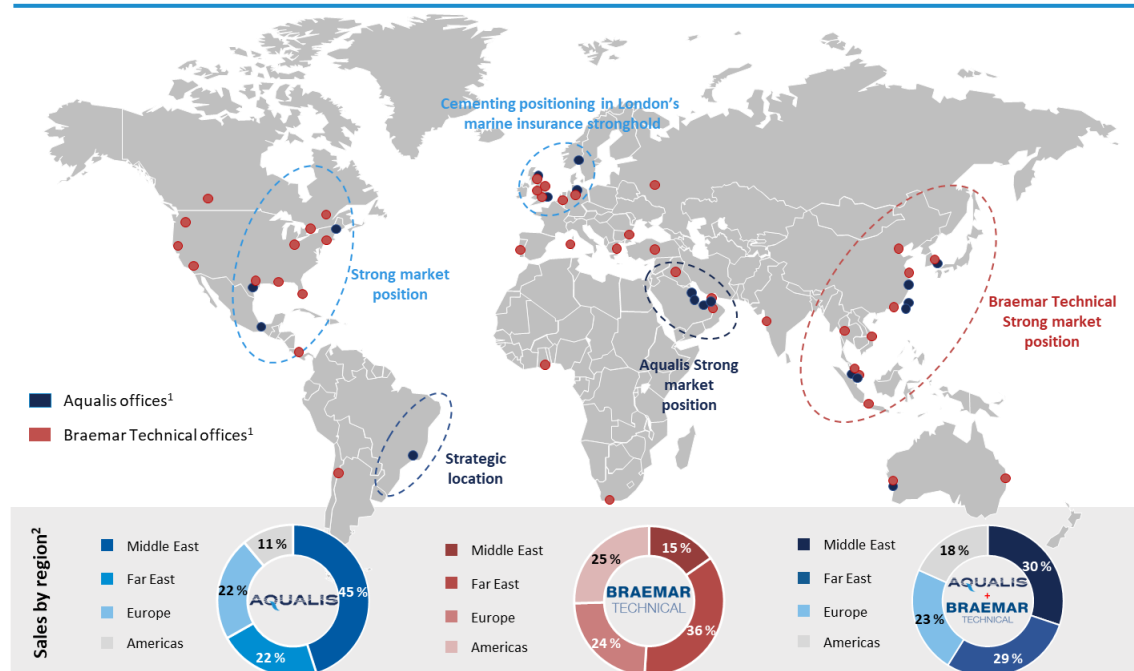 Cementing positioning in London's
marine insurance stronghold
Strong market
position
Braemar Technical
Strong market
position
Aqualis Strong
market
position
Aqualis offices1
Braemar Technical offices1
Strategic
location
Sales by region2
Middle East
Far East
Europe
Americas
11 %
45 %
22 %
22 %
AQUALIS
Middle East
Far East
Europe
Americas
25 %
15 %
36 %
24 %
BRAEMAR
TECHNICAL
Middle East
Far East
Europe
Americas
18 %
30 %
23 %
29 %
AQUALIS
+
BRAEMAR
TECHNICAL